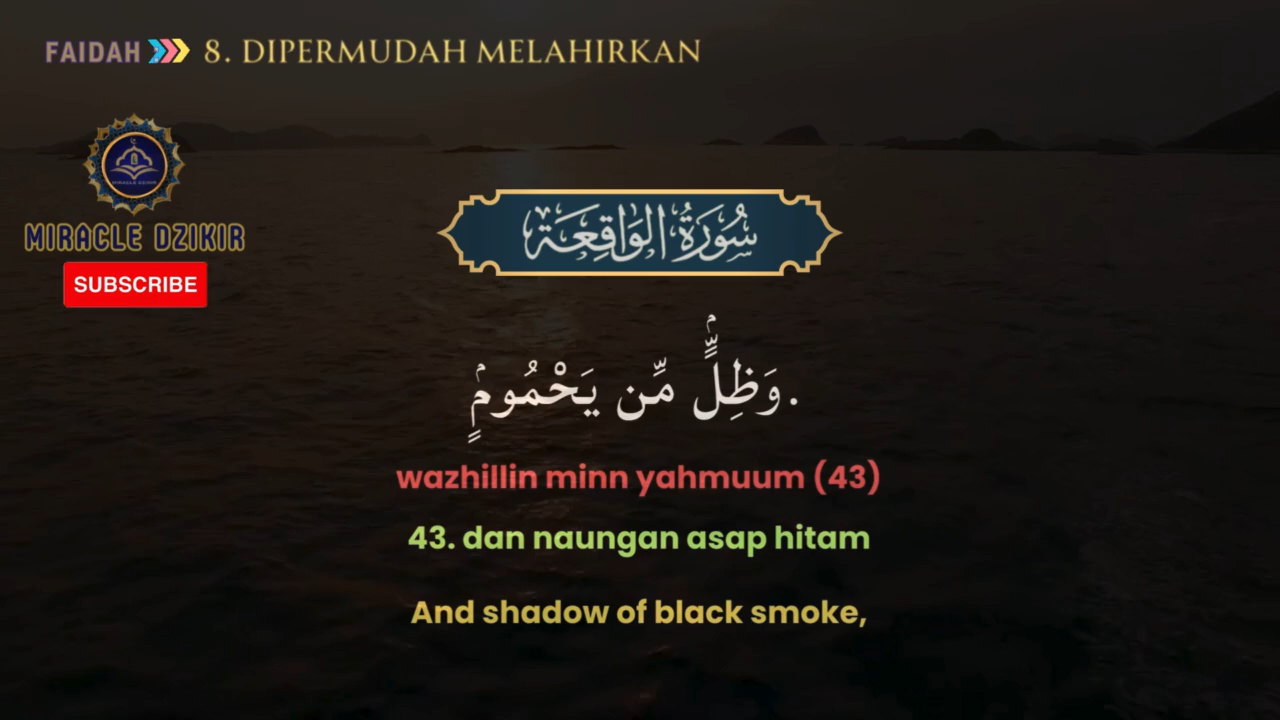 FAIDAH 8. DIPERMUDAH MELAHIRKAN
MIRACLE DZIKIR
SUBSCRIBE
سُورَةُ الوَاقِعَة
وَظِلٍّۢ مِّن يَحْمُومٍۢ.
wazhillin minn yahmuum (43)
43. dan naungan asap hitam
And shadow of black smoke,